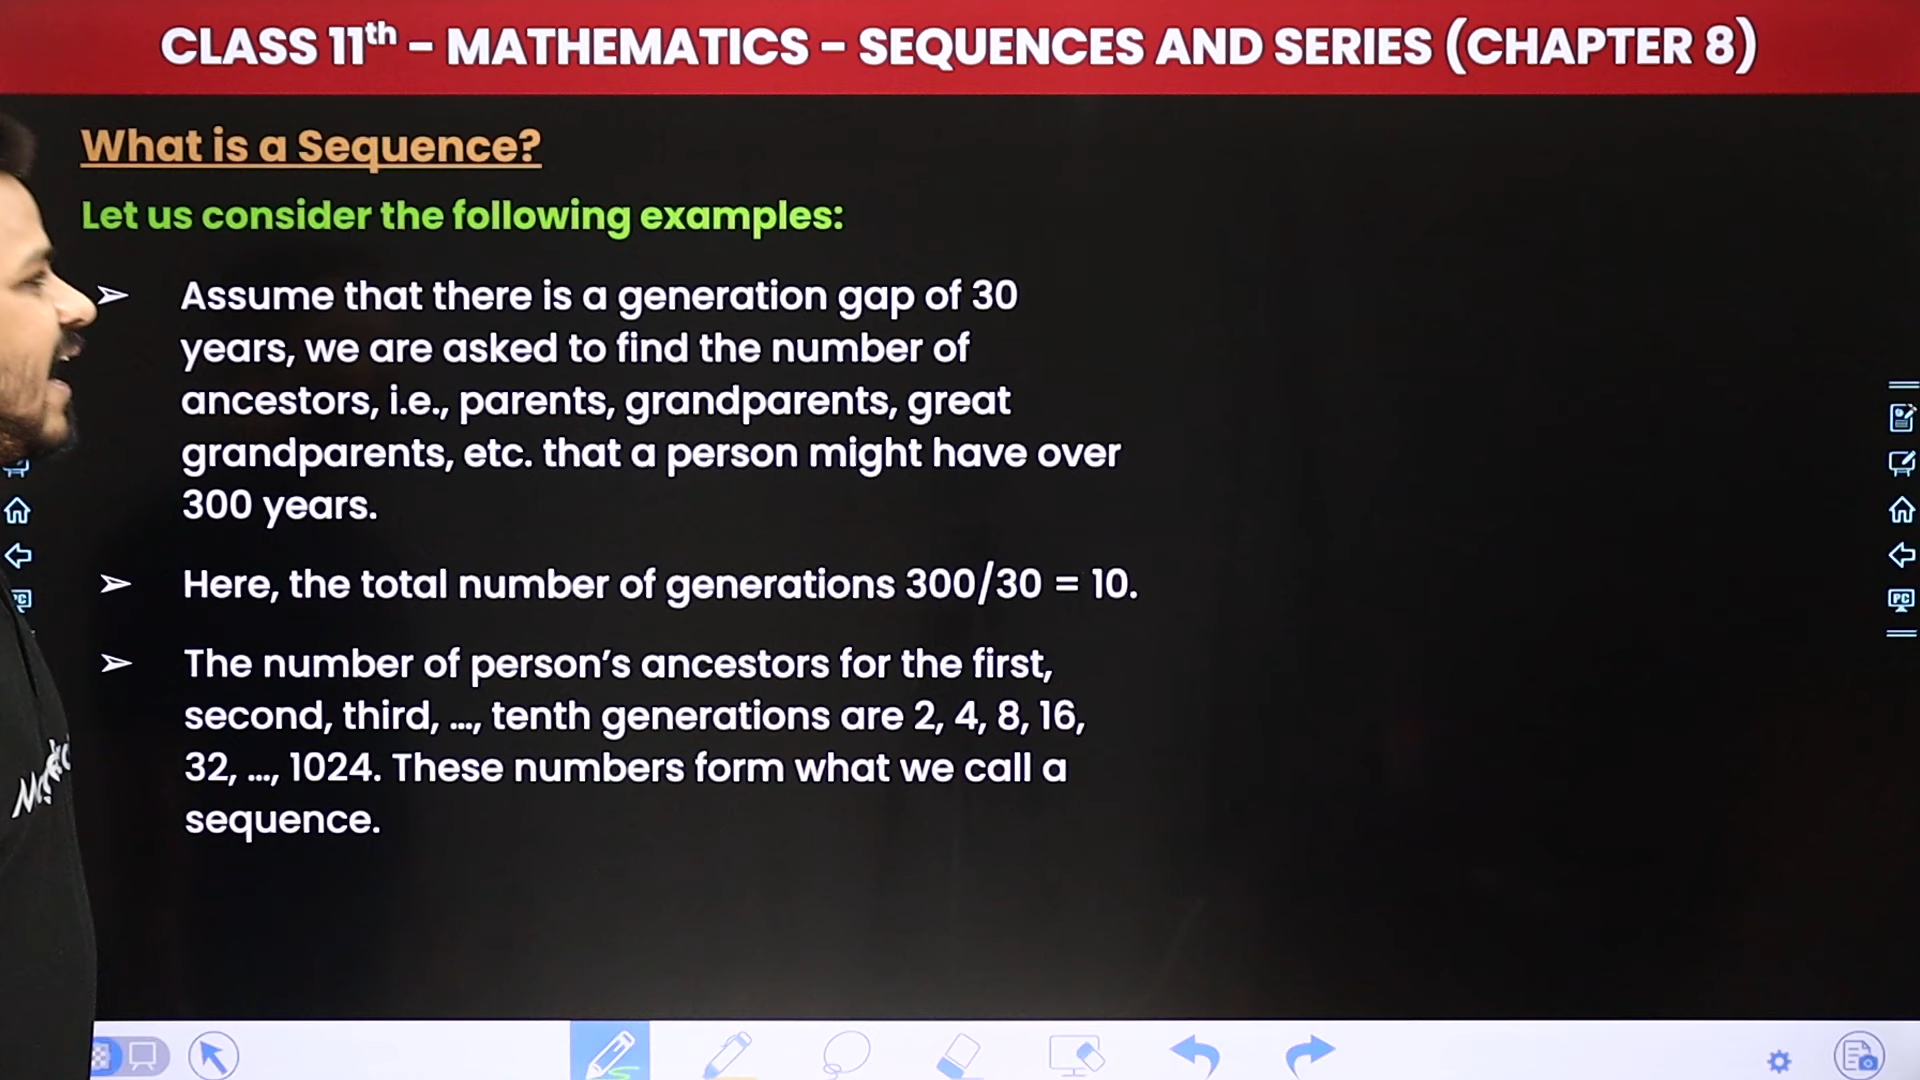 CLASS 11th – MATHEMATICS – SEQUENCES AND SERIES (CHAPTER 8)
What is a Sequence?
Let us consider the following examples:
➢ Assume that there is a generation gap of 30
years, we are asked to find the number of
ancestors, i.e., parents, grandparents, great
grandparents, etc. that a person might have over
300 years.
➢ Here, the total number of generations 300/30 = 10.
➢ The number of person’s ancestors for the first,
second, third, …, tenth generations are 2, 4, 8, 16,
32, …, 1024. These numbers form what we call a
sequence.
PC